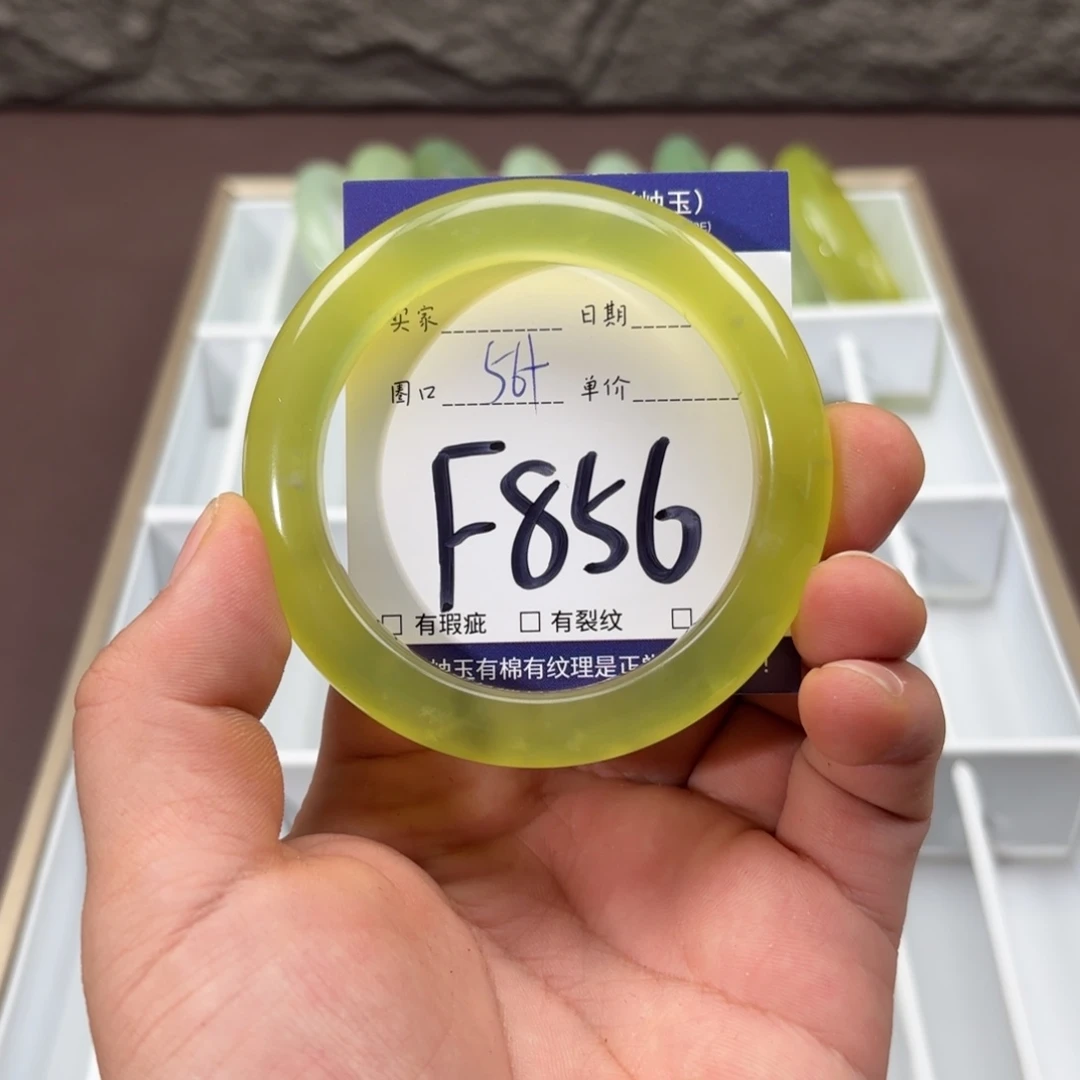 岫玉)
买家 日期
圈口 56+ 单价
F856
□ 有瑕疵 □ 有裂纹 □
岫玉有棉有纹理是正常 !